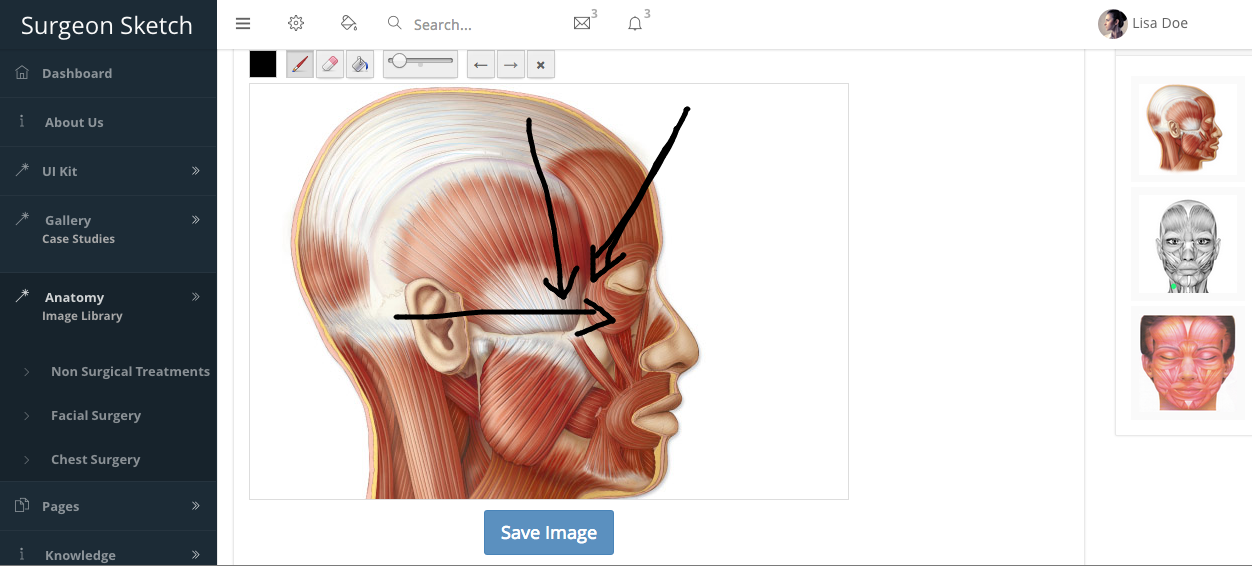 Surgeon Sketch
Search...
3
3
Lisa Doe
Dashboard
About Us
UI Kit
Gallery
Case Studies
Anatomy
Image Library
Non Surgical Treatments
Facial Surgery
Chest Surgery
Pages
Knowledge
Save Image